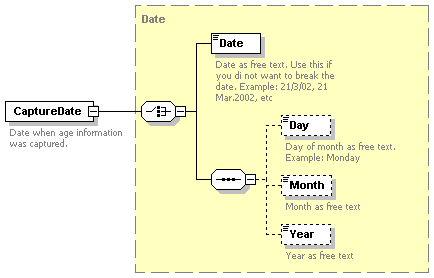 Date
Date
Date as free text. Use this if
you di not want to break the
date. Example: 21/3/02, 21
Mar.2002, etc
CaptureDate
Date when age information
was captured.
Day
Day of month as free text.
Example: Monday
Month
Month as free text
Year
Year as free text